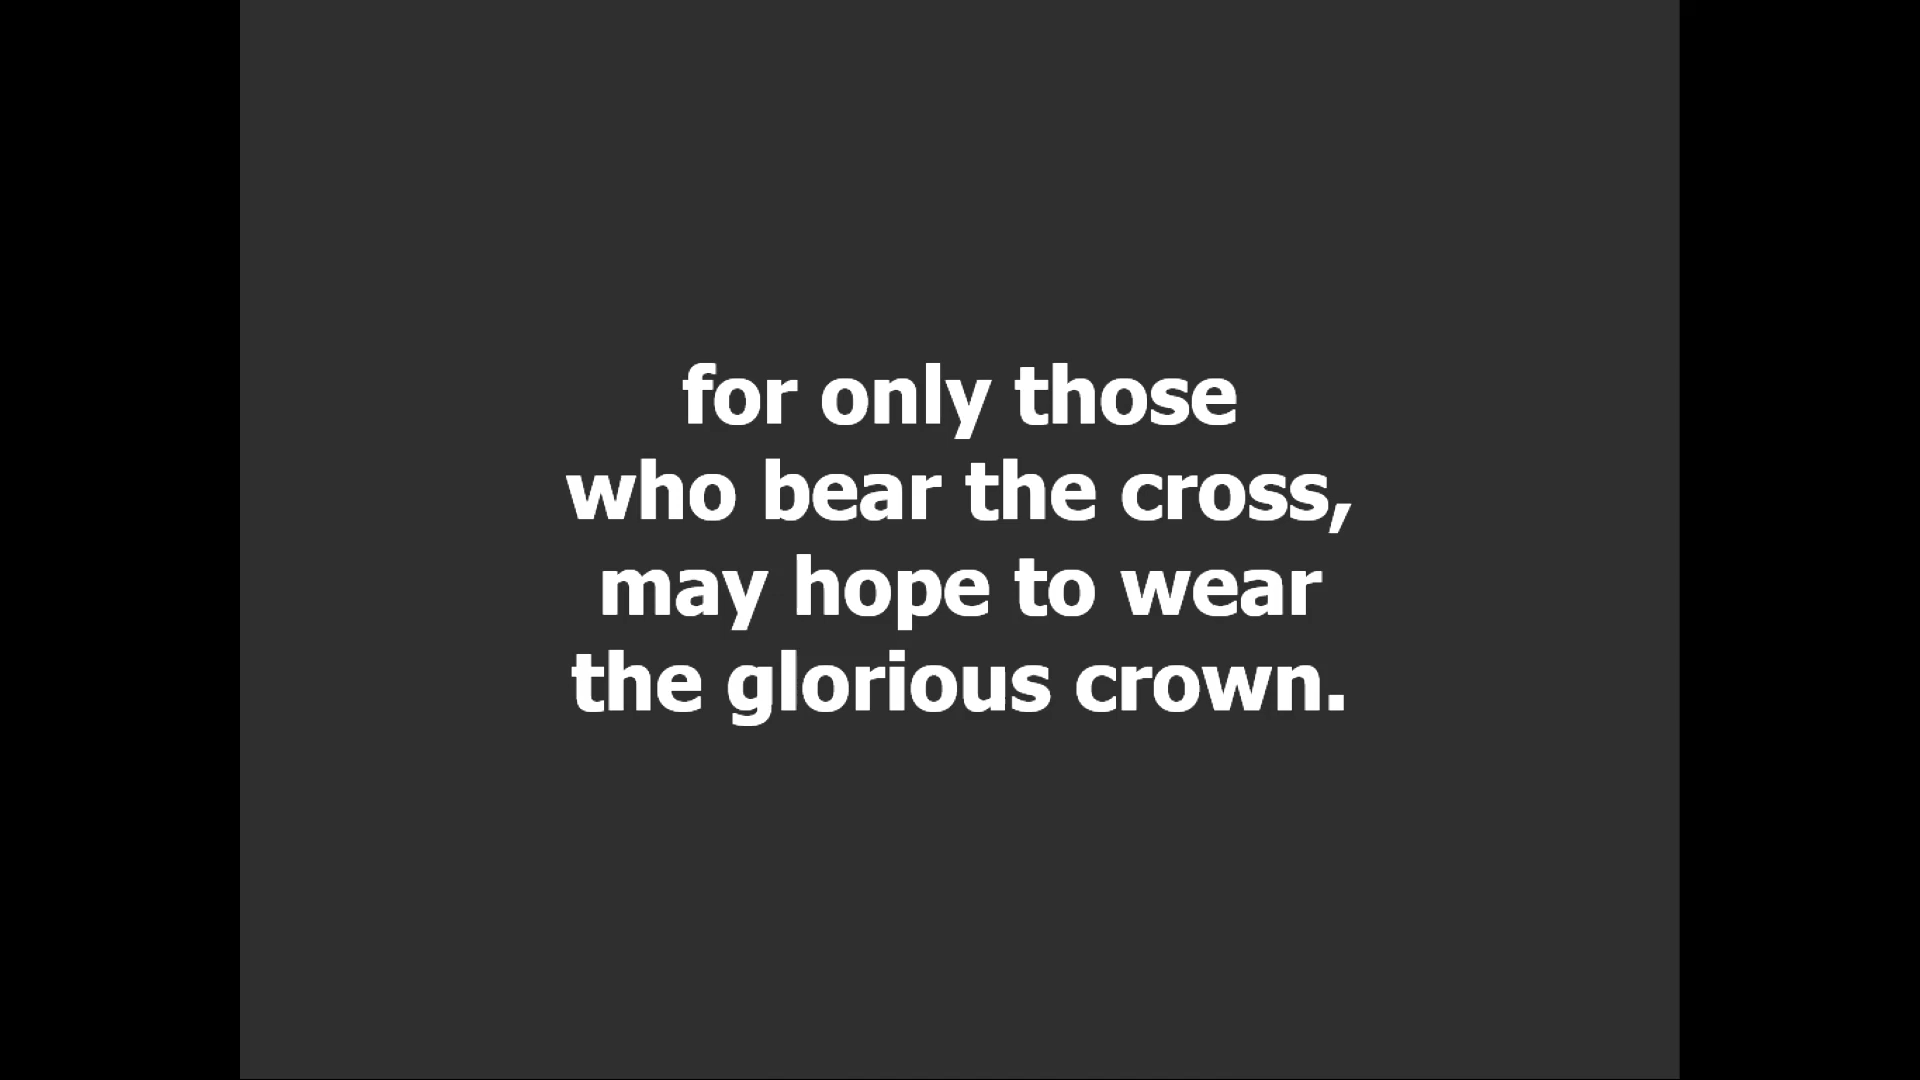 for only those
who bear the cross,
may hope to wear
the glorious crown.